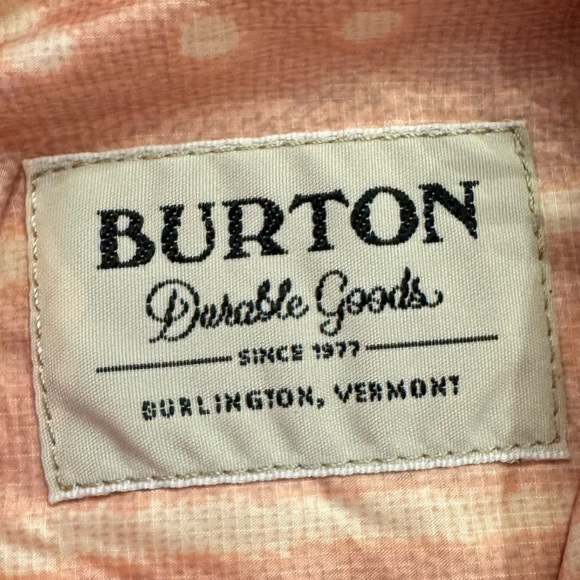 BURTON
Durable Goods
SINCE 1977
BURLINGTON, VERMONT